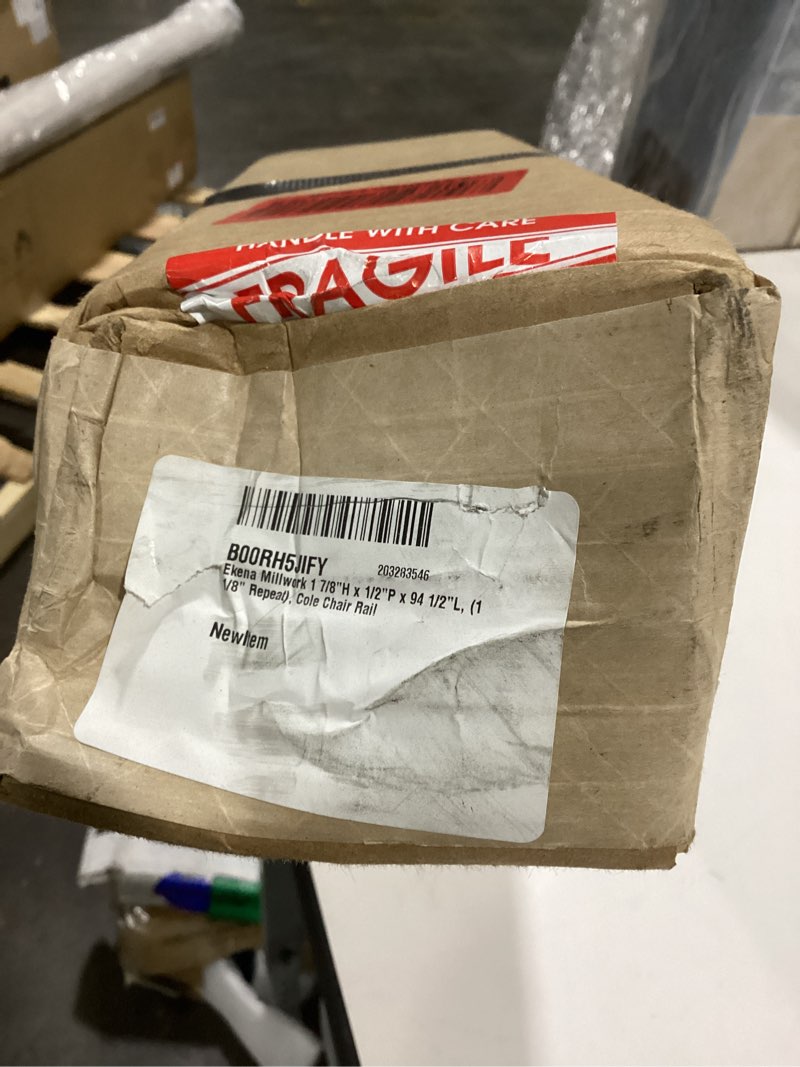 HANDLE WITH CARE
FRAGILE
B00RH5JIFY
203283546
Ekena Millwork 1 7/8"H x 1/2"P x 94 1/2"L, (1
1/8" Repeat), Cole Chair Rail
NewItem